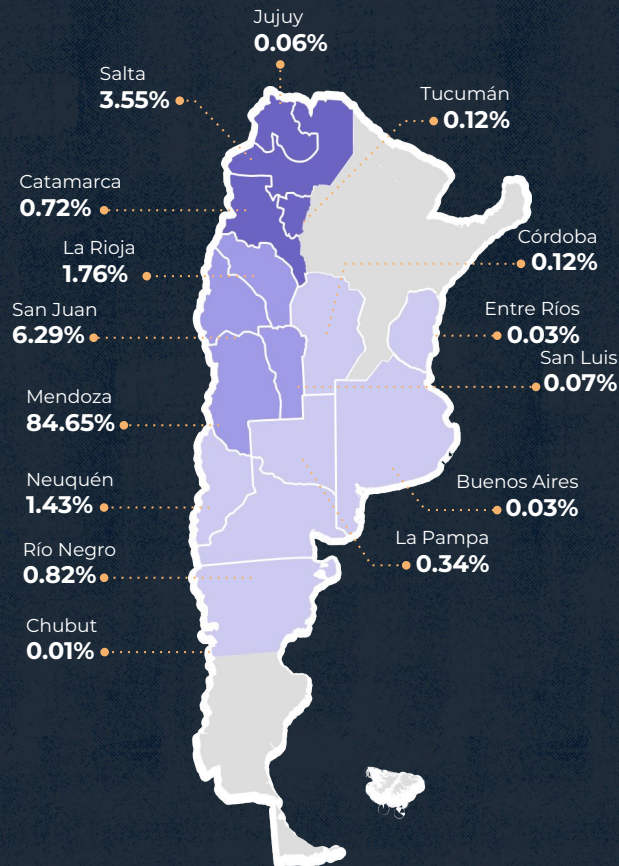 Jujuy
0.06%
Salta
3.55%
Tucumán
0.12%
Catamarca
0.72%
La Rioja
1.76%
Córdoba
0.12%
San Juan
6.29%
Entre Ríos
0.03%
San Luis
0.07%
Mendoza
84.65%
Neuquén
1.43%
Buenos Aires
0.03%
La Pampa
0.34%
Río Negro
0.82%
Chubut
0.01%